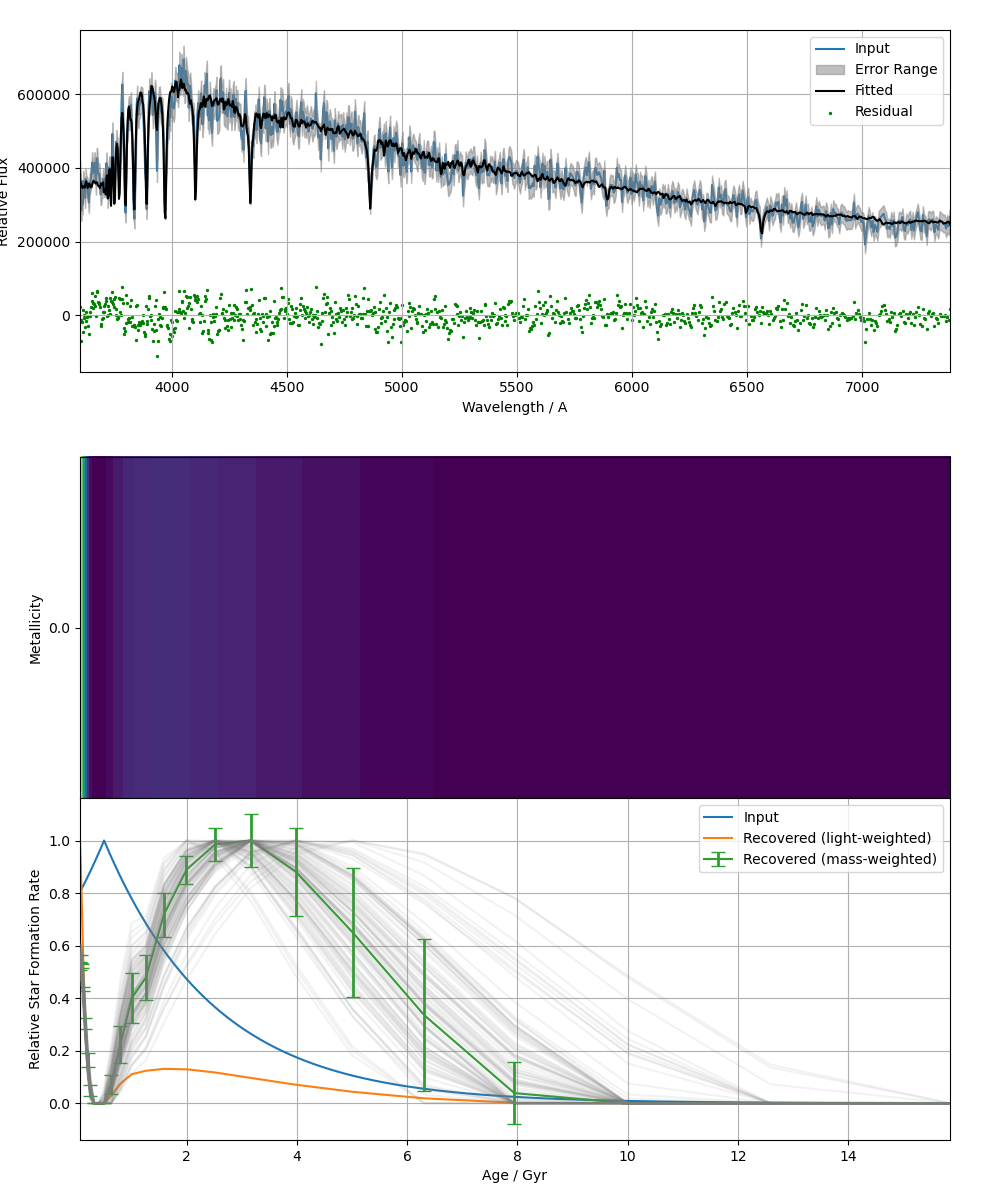 Input
Error Range
Fitted
Residual
600000
400000
200000
0
Relative Flux
4000
4500
5000
5500
6000
6500
7000
Wavelength / A
Metallicity
0.0
Input
Recovered (light-weighted)
Recovered (mass-weighted)
1.0
0.8
0.6
0.4
0.2
0.0
Relative Star Formation Rate
2
4
6
8
10
12
14
Age / Gyr